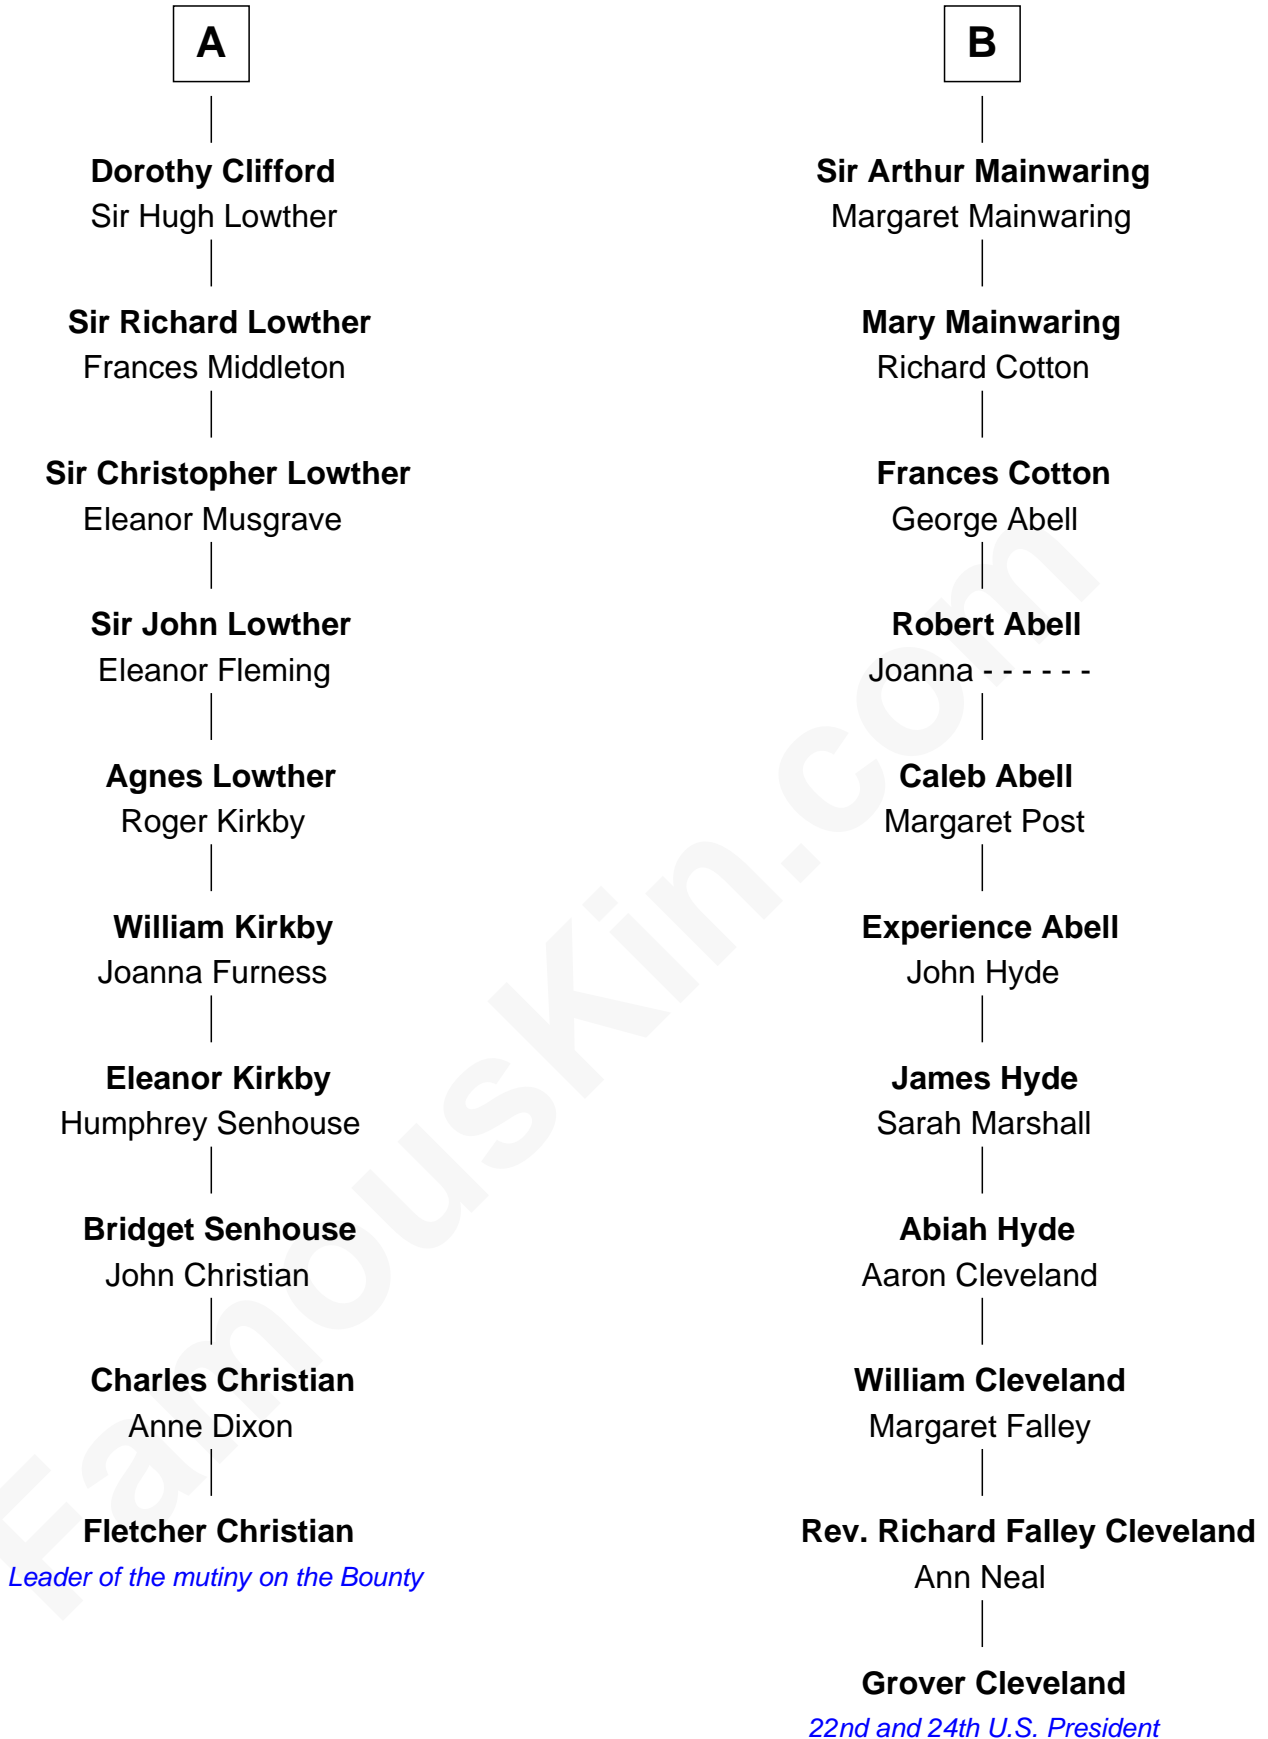 A
Dorothy Clifford
Sir Hugh Lowther
Sir Richard Lowther
Frances Middleton
Sir Christopher Lowther
Eleanor Musgrave
Sir John Lowther
Eleanor Fleming
Agnes Lowther
Roger Kirkby
William Kirkby
Joanna Furness
Eleanor Kirkby
Humphrey Senhouse
Bridget Senhouse
John Christian
Charles Christian
Anne Dixon
Fletcher Christian
Leader of the mutiny on the Bounty
B
Sir Arthur Mainwaring
Margaret Mainwaring
Mary Mainwaring
Richard Cotton
Frances Cotton
George Abell
Robert Abell
Joanna - - - - - -
Caleb Abell
Margaret Post
Experience Abell
John Hyde
James Hyde
Sarah Marshall
Abiah Hyde
Aaron Cleveland
William Cleveland
Margaret Falley
Rev. Richard Falley Cleveland
Ann Neal
Grover Cleveland
22nd and 24th U.S. President
FamousKin.com